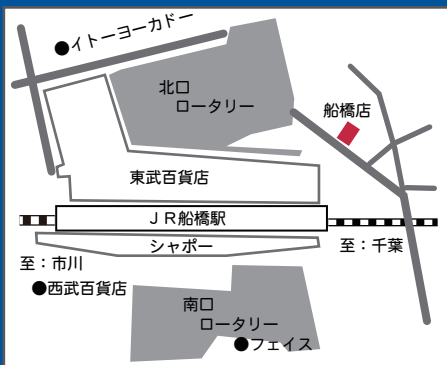 ●イトーヨーカドー
北口
ロータリー
船橋店
東武百貨店
ＪＲ船橋駅
シャポー
至：市川
至：千葉
●西武百貨店
南口
ロータリー
●フェイス